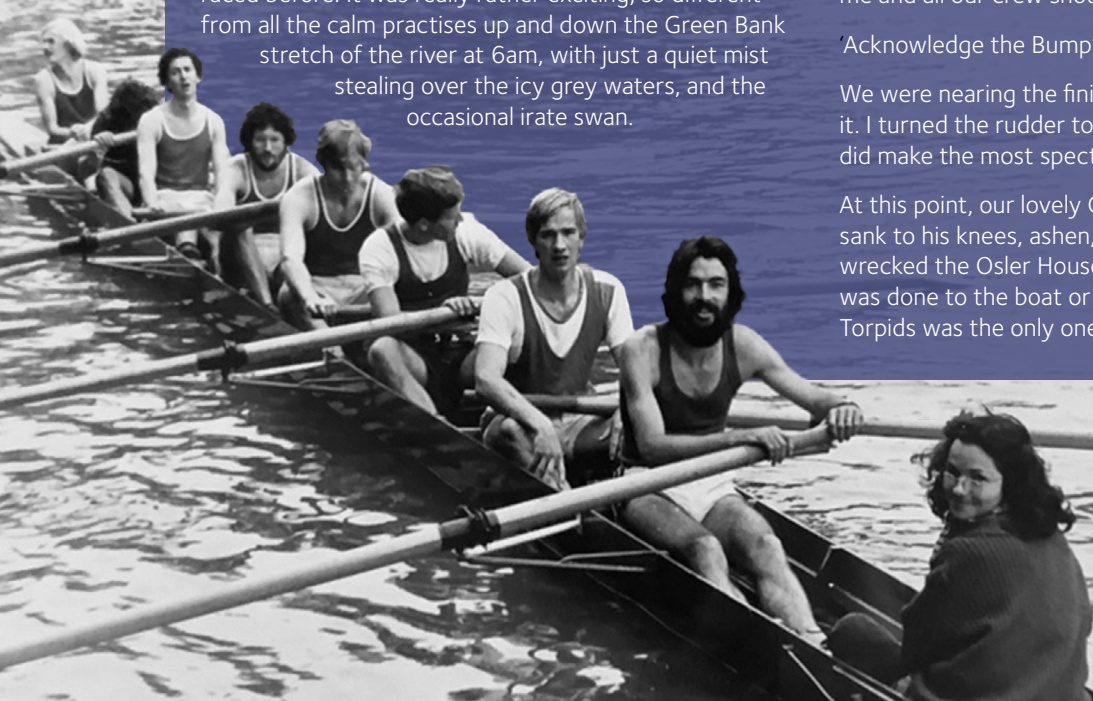 raced before. It was really rather exciting, so different
from all the calm practises up and down the Green Bank
stretch of the river at 6am, with just a quiet mist
stealing over the icy grey waters, and the
occasional irate swan.
me and all our crew
'Acknowledge the Bump
We were nearing the
it. I turned the rudder to
did make the most
At this point, our lovely
sank to his knees, ashen,
wrecked the Osler House
was done to the boat or
Torpids was the only one